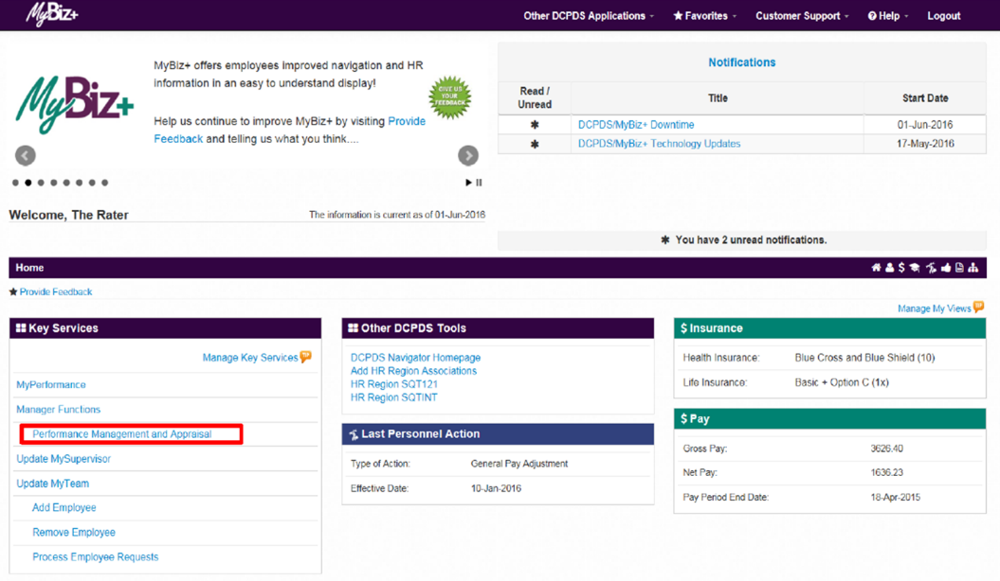 MyBiz+
Other DCPDS Applications
Favorites
Customer Support
Help
Logout
MyBiz+
MyBiz+ offers employees improved navigation and HR
information in an easy to understand display!
Help us continue to improve MyBiz+ by visiting Provide
Feedback and telling us what you think....
GIVE US
YOUR
FEEDBACK
Welcome, The Rater
The information is current as of 01-Jun-2016
Notifications
Read /
Unread
Title
Start Date
✱ DCPDS/MyBiz+ Downtime 01-Jun-2016
✱ DCPDS/MyBiz+ Technology Updates 17-May-2016
✱ You have 2 unread notifications.
Home
Provide Feedback
Manage My Views
Key Services
Manage Key Services
MyPerformance
Manager Functions
Performance Management and Appraisal
Update MySupervisor
Update MyTeam
Add Employee
Remove Employee
Process Employee Requests
Other DCPDS Tools
DCPDS Navigator Homepage
Add HR Region Associations
HR Region SQT121
HR Region SQTINT
Last Personnel Action
Type of Action: General Pay Adjustment
Effective Date: 10-Jan-2016
$ Insurance
Health Insurance: Blue Cross and Blue Shield (10)
Life Insurance: Basic + Option C (1x)
$ Pay
Gross Pay: 3626.40
Net Pay: 1636.23
Pay Period End Date: 18-Apr-2015